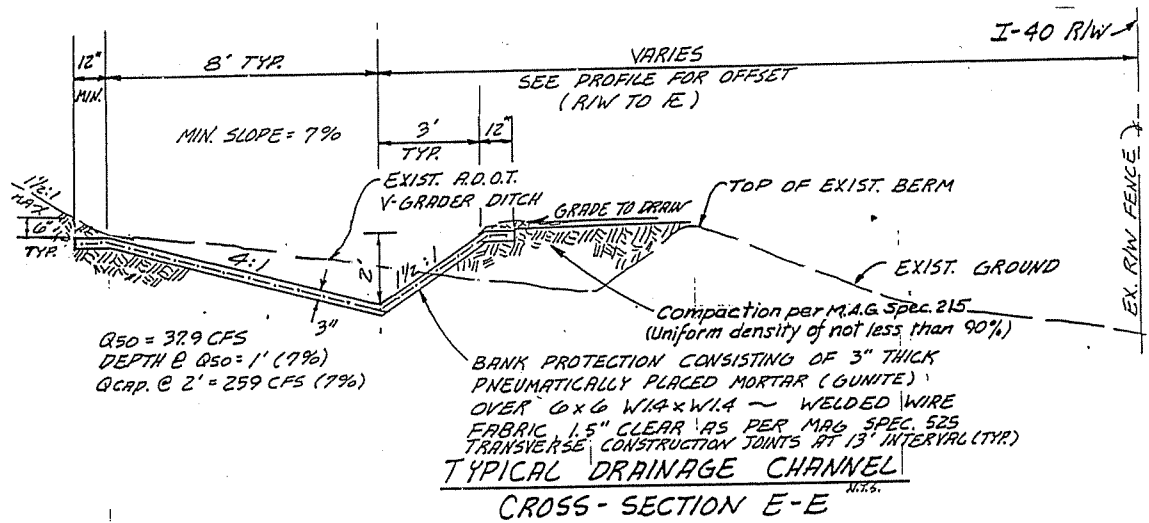 I-40 R/W
12"
MIN.
8' TYP.
VARIES
SEE PROFILE FOR OFFSET
(R/W TO ℄)
MIN. SLOPE = 7%
3'
TYP.
12"
1½:1
MAX
6"
TYP.
EXIST. A.D.O.T.
V-GRADER DITCH
GRADE TO DRAIN
TOP OF EXIST. BERM
4:1
2'
1½:1
3"
EXIST. GROUND
EX. R/W FENCE
Compaction per M.A.G. Spec. 215
(Uniform density of not less than 90%)
Q50 = 37.9 CFS
DEPTH @ Q50 = 1' (7%)
QCAP. @ 2' = 259 CFS (7%)
BANK PROTECTION CONSISTING OF 3" THICK
PNEUMATICALLY PLACED MORTAR (GUNITE)
OVER 6x6 W1.4 x W1.4 ~ WELDED WIRE
FABRIC 1.5" CLEAR AS PER MAG SPEC. 525
TRANSVERSE CONSTRUCTION JOINTS AT 13' INTERVAL (TYP.)
TYPICAL DRAINAGE CHANNEL
N.T.S.
CROSS-SECTION E-E